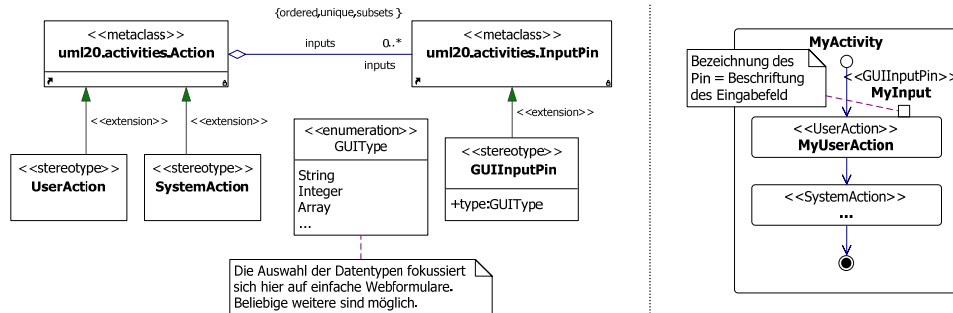 {ordered,unique,subsets }
<<metaclass>>
uml20.activities.Action
inputs
0..*
inputs
<<metaclass>>
uml20.activities.InputPin
<<extension>>
<<extension>>
<<extension>>
<<stereotype>>
UserAction
<<stereotype>>
SystemAction
<<enumeration>>
GUIType
String
Integer
Array
...
<<stereotype>>
GUIInputPin
+type:GUIType
Die Auswahl der Datentypen fokussiert
sich hier auf einfache Webformulare.
Beliebige weitere sind möglich.
MyActivity
Bezeichnung des
Pin = Beschriftung
des Eingabefeld
<<GUIInputPin>>
MyInput
<<UserAction>>
MyUserAction
<<SystemAction>>
...